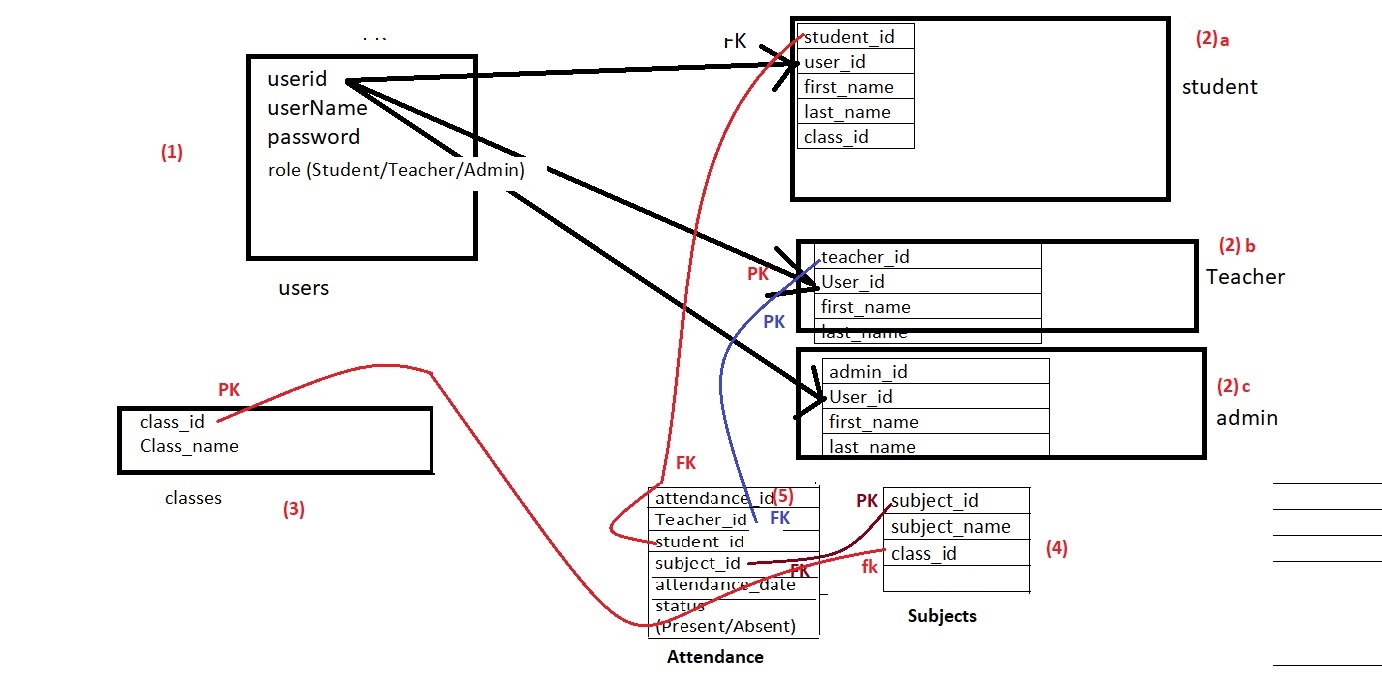 FK
student_id
user_id
first_name
last_name
class_id
(2)a
student
userid
userName
password
role (Student/Teacher/Admin)
(1)
users
teacher_id
User_id
first_name
last_name
PK
PK
(2) b
Teacher
admin_id
User_id
first_name
last_name
(2) c
admin
PK
class_id
Class_name
classes
(3)
FK
attendance_id
(5)
Teacher_id
FK
student_id
subject_id
FK
attendance_date
status
(Present/Absent)
Attendance
PK
subject_id
subject_name
class_id
fk
(4)
Subjects